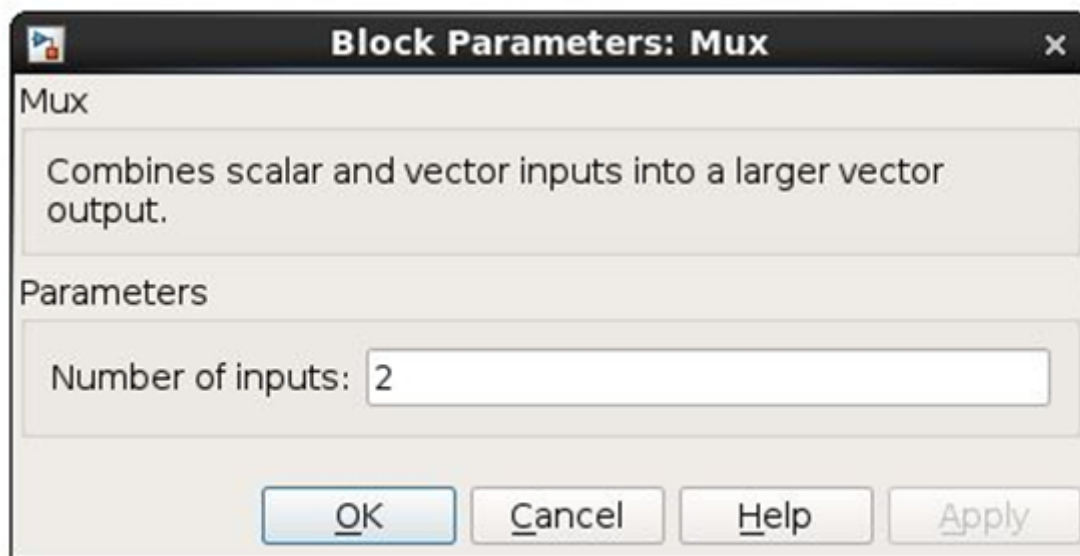 Block Parameters: Mux
Mux
Combines scalar and vector inputs into a larger vector
output.
Parameters
Number of inputs: 2
OK Cancel Help Apply